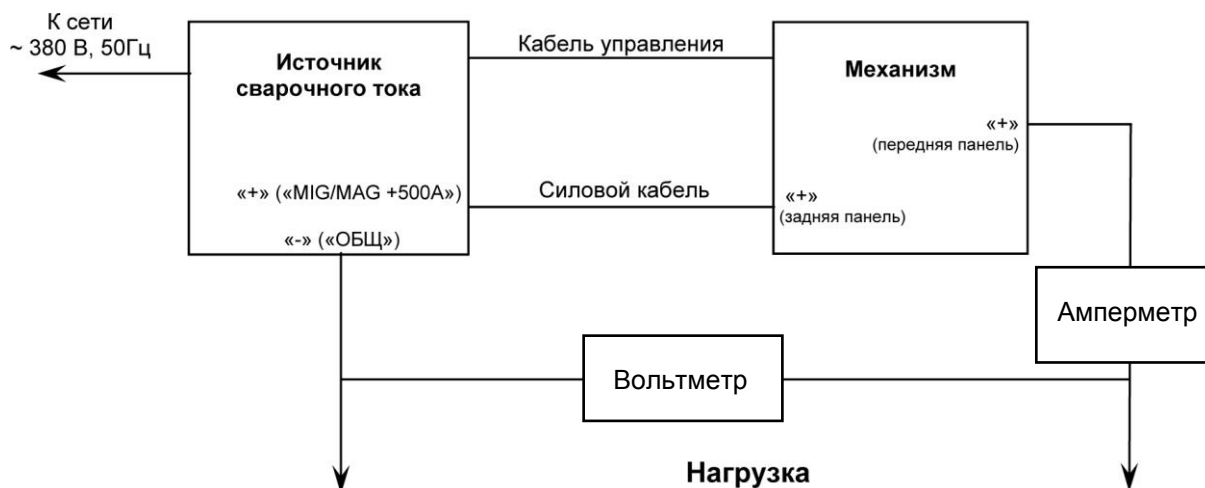 К сети
~ 380 В, 50Гц
Источник
сварочного тока
«+» («MIG/MAG +500А»)
«-» («ОБЩ»)
Кабель управления
Силовой кабель
Механизм
«+»
(передняя панель)
«+»
(задняя панель)
Амперметр
Вольтметр
Нагрузка